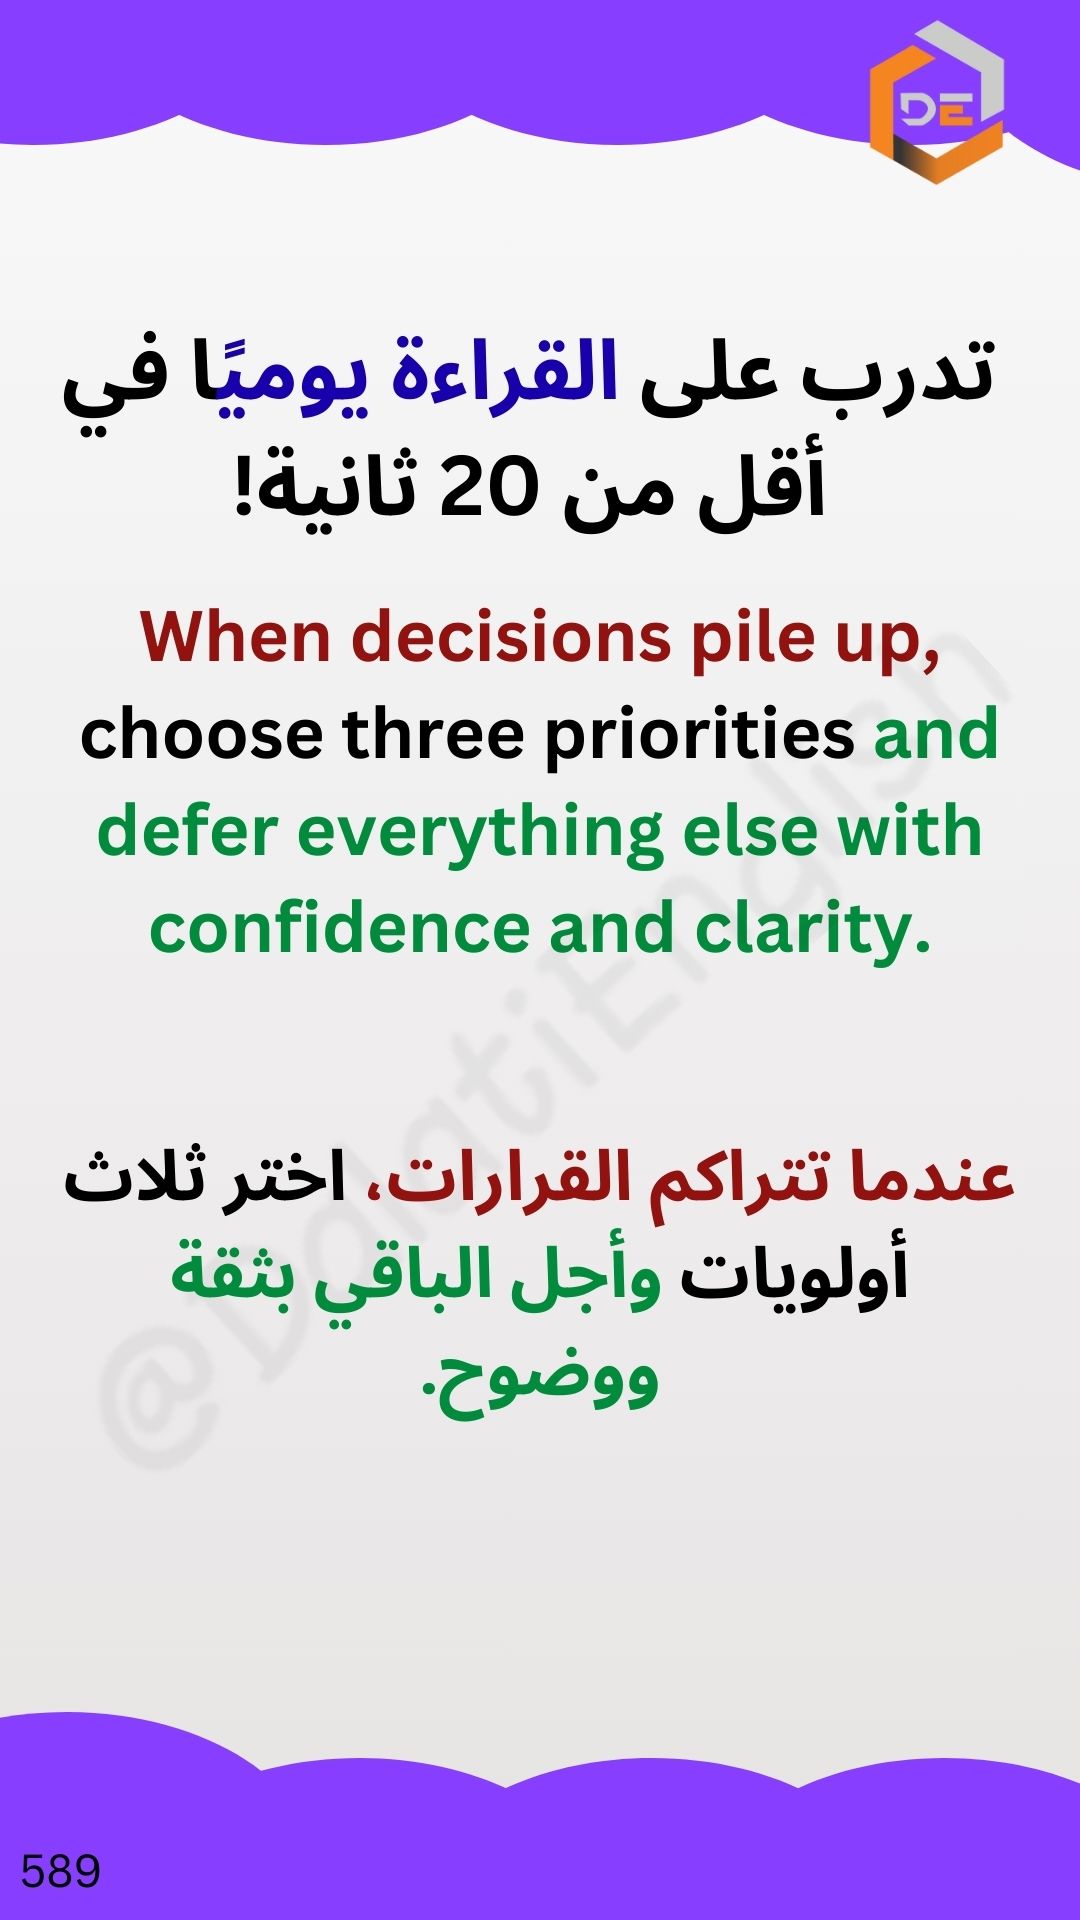 DE
تدرب على القراءة يوميًا في
أقل من 20 ثانية!
When decisions pile up,
choose three priorities and
defer everything else with
confidence and clarity.
عندما تتراكم القرارات، اختر ثلاث
أولويات وأجل الباقي بثقة
ووضوح.
@DalatiEnglish
589